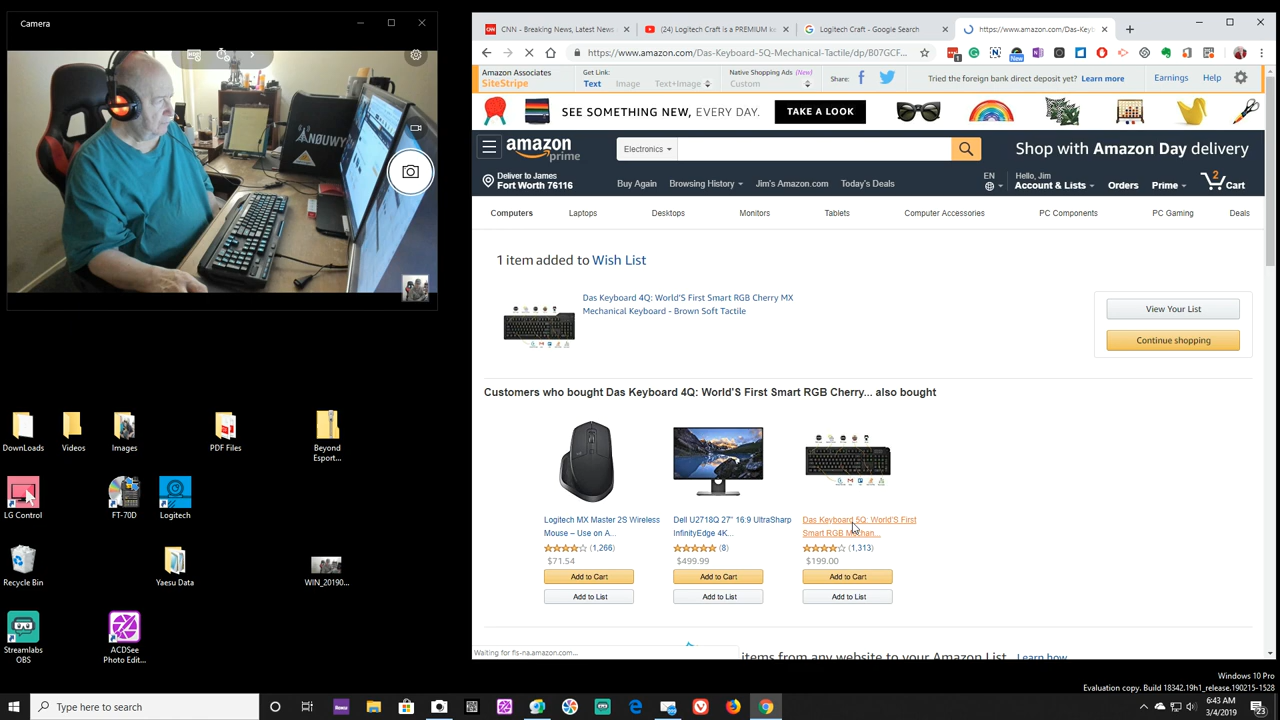 Camera
ANØUWY
DownLoads
Videos
Images
PDF Files
Beyond
Esport...
LG Control
FT-70D
Logitech
Recycle Bin
Yaesu Data
WIN_20190...
Streamlabs
OBS
ACDSee
Photo Edit...
CNN - Breaking News, Latest News
(24) Logitech Craft is a PREMIUM k
Logitech Craft - Google Search
https://www.amazon.com/Das-Key
https://www.amazon.com/Das-Keyboard-5Q-Mechanical-Tactile/dp/B07GCF
Amazon Associates
SiteStripe
Get Link:
Text Image Text+Image
Native Shopping Ads (New)
Custom
Share:
Tried the foreign bank direct deposit yet? Learn more
Earnings Help
SEE SOMETHING NEW, EVERY DAY. TAKE A LOOK
amazon
prime
Electronics
Shop with Amazon Day delivery
Deliver to James
Fort Worth 76116
Buy Again Browsing History Jim's Amazon.com Today's Deals
EN
Hello, Jim
Account & Lists Orders Prime 2 Cart
Computers Laptops Desktops Monitors Tablets Computer Accessories PC Components PC Gaming Deals
1 item added to Wish List
Das Keyboard 4Q: World'S First Smart RGB Cherry MX
Mechanical Keyboard - Brown Soft Tactile
View Your List
Continue shopping
Customers who bought Das Keyboard 4Q: World'S First Smart RGB Cherry... also bought
Logitech MX Master 2S Wireless
Mouse – Use on A...
(1,266)
$71.54
Add to Cart
Add to List
Dell U2718Q 27" 16:9 UltraSharp
InfinityEdge 4K...
(8)
$499.99
Add to Cart
Add to List
Das Keyboard 5Q: World'S First
Smart RGB Mechan...
(1,313)
$199.00
Add to Cart
Add to List
Waiting for fls-na.amazon.com...
items from any website to your Amazon List. Learn how
Windows 10 Pro
Evaluation copy. Build 18342.19h1_release.190215-1528
Type here to search
Roku
6:43 AM
3/4/2019
23